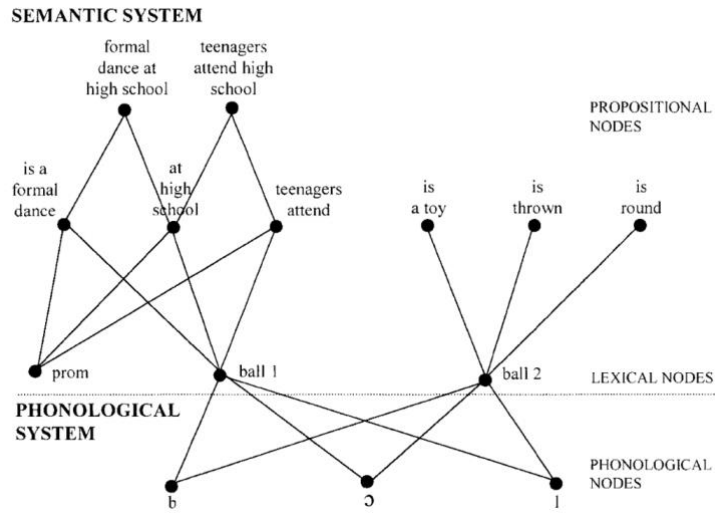 SEMANTIC SYSTEM
formal
dance at
high school
teenagers
attend high
school
PROPOSITIONAL
NODES
is a
formal
dance
at
high
school
teenagers
attend
is
a toy
is
thrown
is
round
prom
ball 1
ball 2
LEXICAL NODES
PHONOLOGICAL
SYSTEM
PHONOLOGICAL
NODES
b
ɔ
l